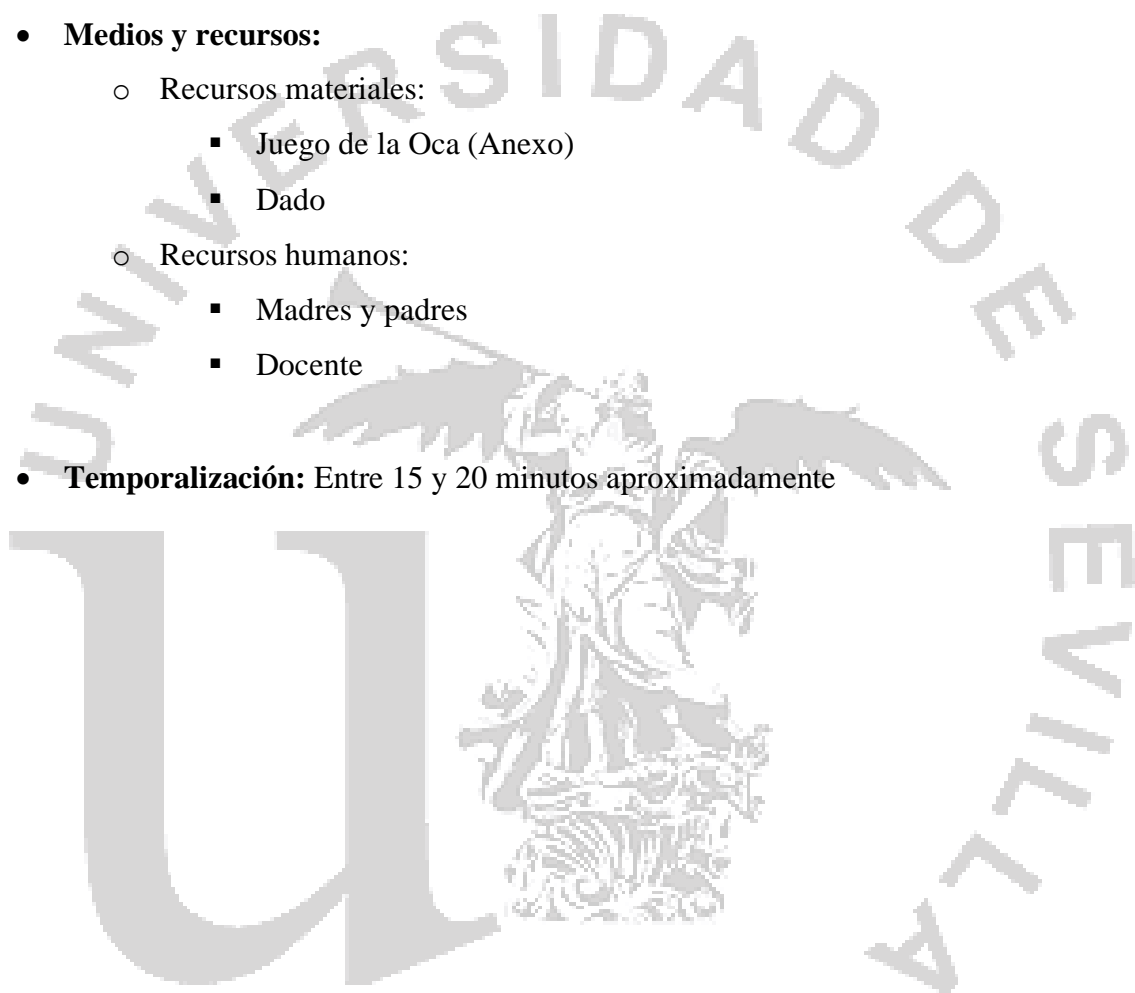 • Medios y recursos:
o Recursos materiales:
▪ Juego de la Oca (Anexo)
▪ Dado
o Recursos humanos:
▪ Madres y padres
▪ Docente
• Temporalización: Entre 15 y 20 minutos aproximadamente
UNIVERSIDAD DE SEVILLA
u